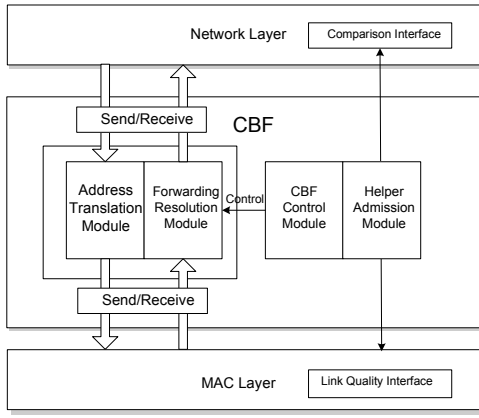 Network Layer
Comparison Interface
Send/Receive
CBF
Address
Translation
Module
Forwarding
Resolution
Module
Control
CBF
Control
Module
Helper
Admission
Module
Send/Receive
MAC Layer
Link Quality Interface